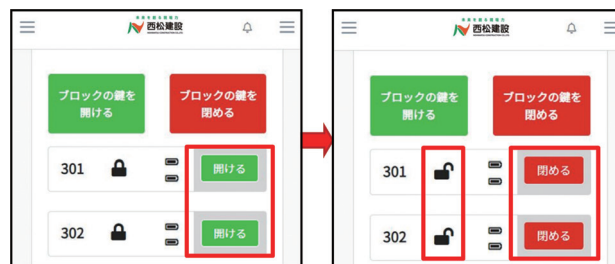 西松建設
ブロックの鍵を
開ける
ブロックの鍵を
閉める
301
開ける
302
開ける
西松建設
ブロックの鍵を
開ける
ブロックの鍵を
閉める
301
閉める
302
閉める